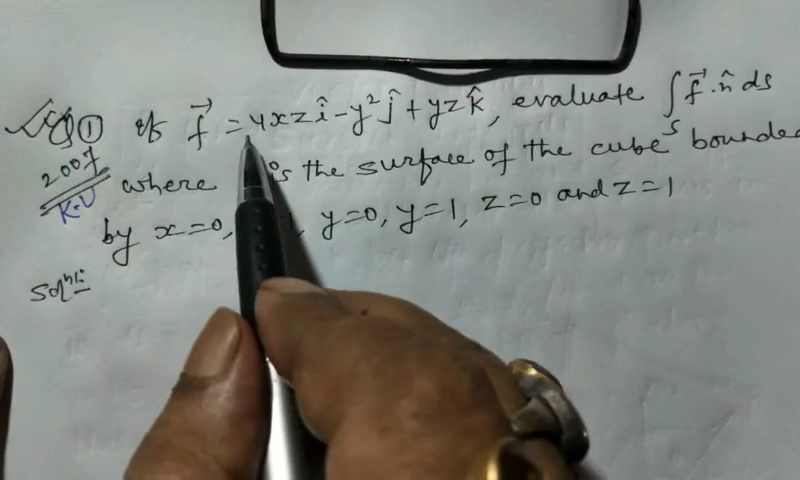 Q① If f⃗ = 4xz î - y² ĵ + yz k̂, evaluate ∫ₛ f⃗ · n̂ ds
2007 where is the surface of the cube bounded
K.U by x=0, 1, y=0, y=1, z=0 and z=1
Solⁿ: